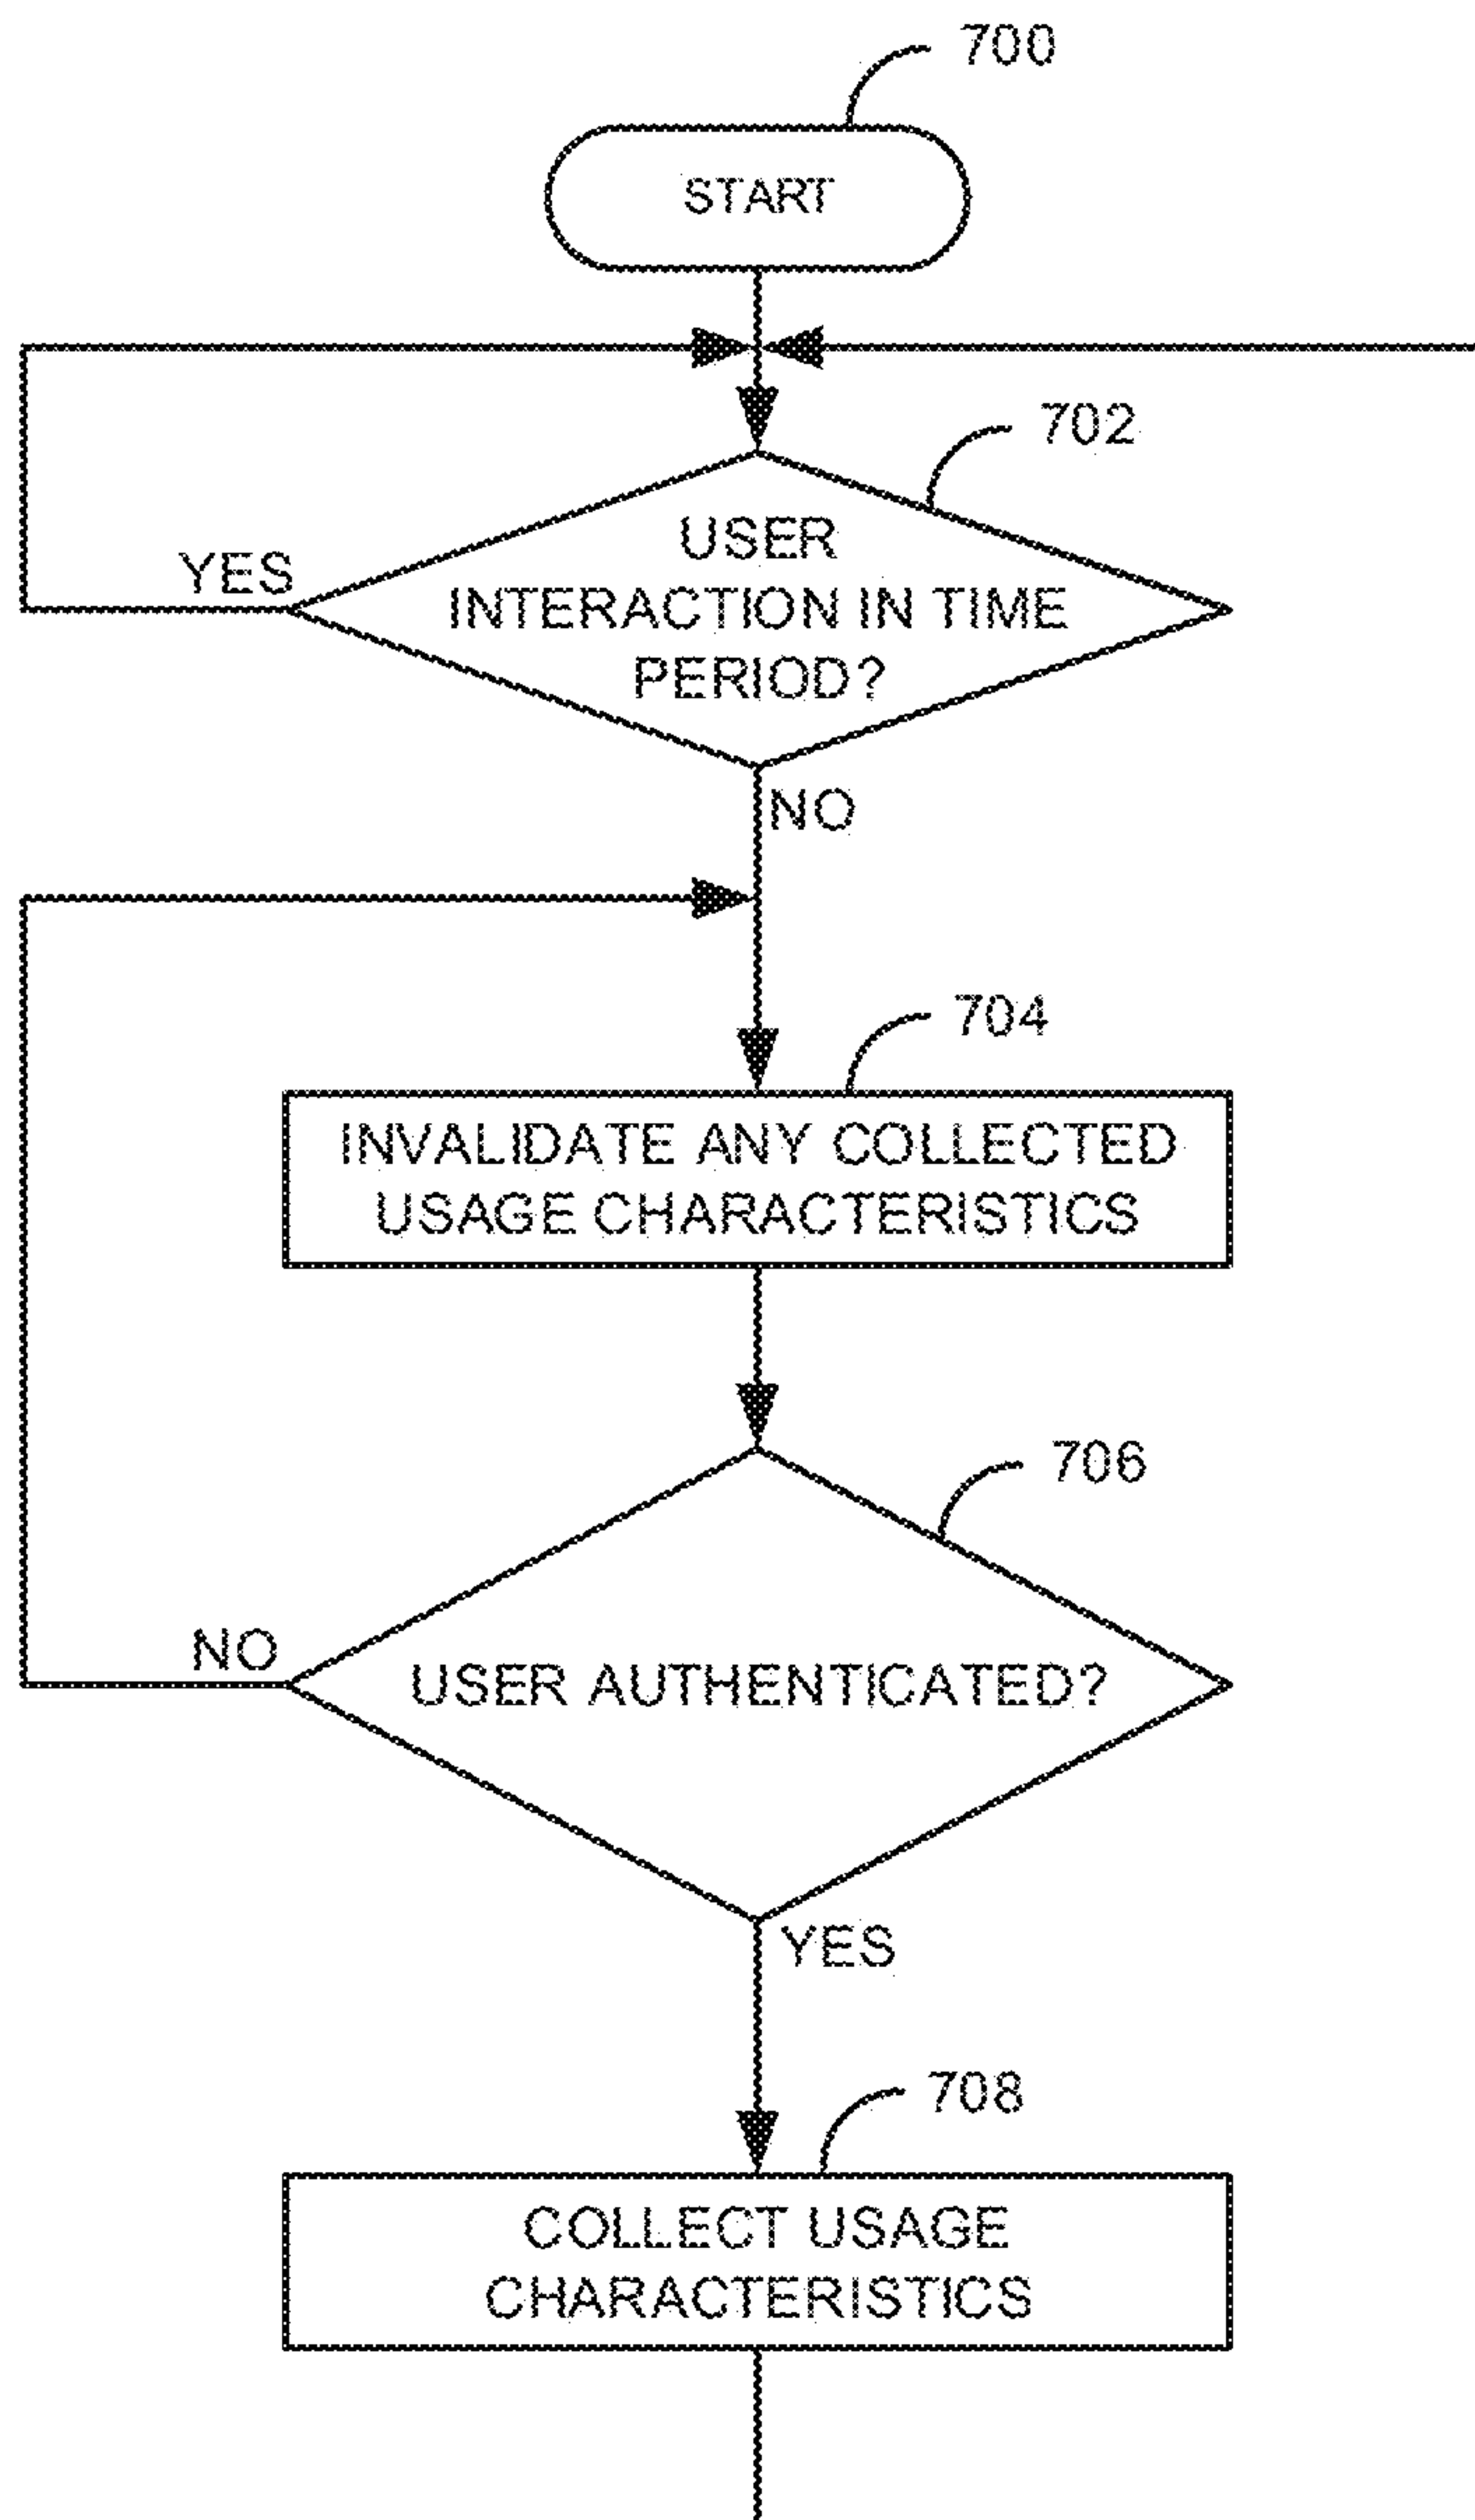 700
START
702
USER
INTERACTION IN TIME
PERIOD?
YES
NO
704
INVALIDATE ANY COLLECTED
USAGE CHARACTERISTICS
706
USER AUTHENTICATED?
NO
YES
708
COLLECT USAGE
CHARACTERISTICS